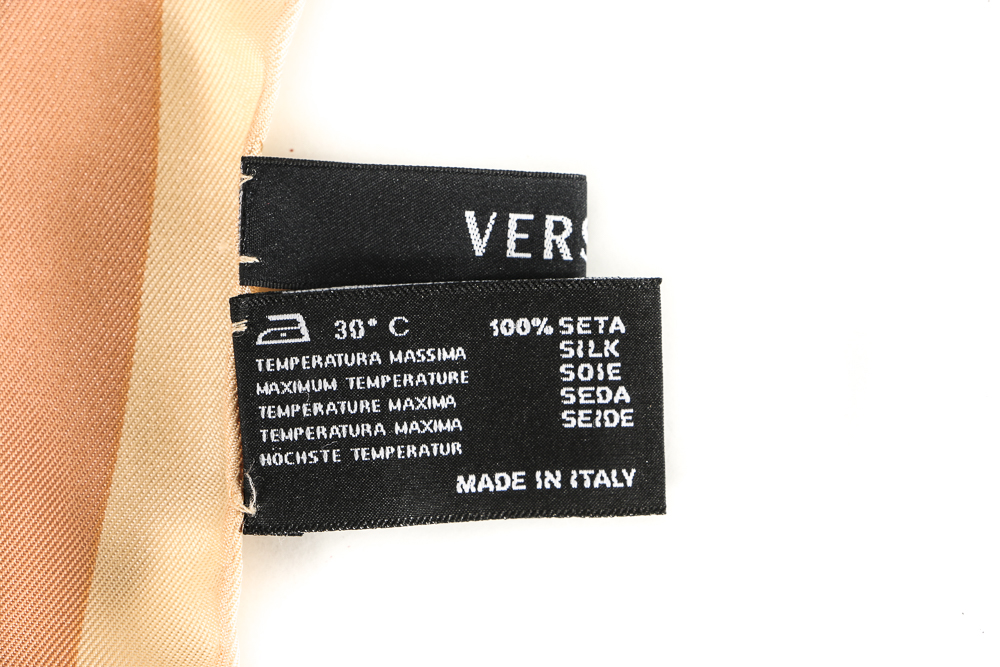 VERS
30° C
TEMPERATURA MASSIMA
MAXIMUM TEMPERATURE
TEMPERATURE MAXIMA
TEMPERATURA MAXIMA
HÖCHSTE TEMPERATUR
100% SETA
SILK
SOIE
SEDA
SEIDE
MADE IN ITALY